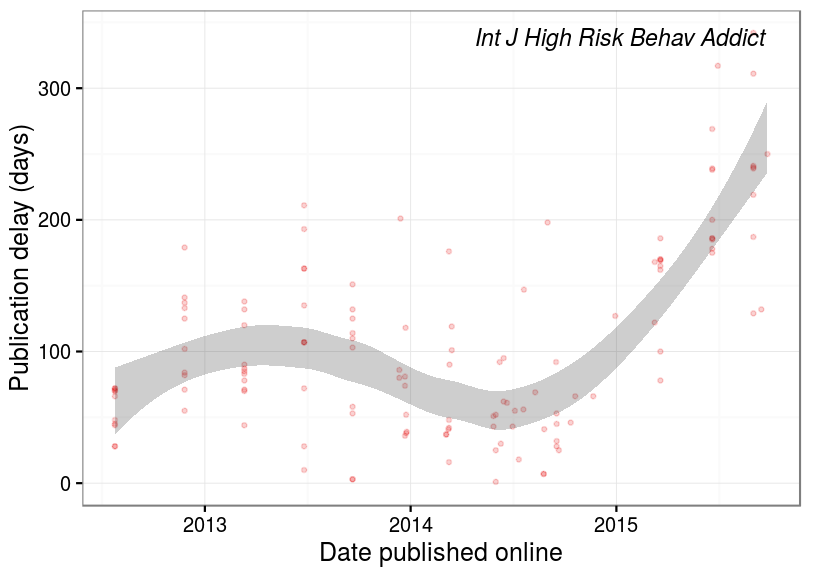 Int J High Risk Behav Addict
Publication delay (days)
300
200
100
0
2013 2014 2015
Date published online